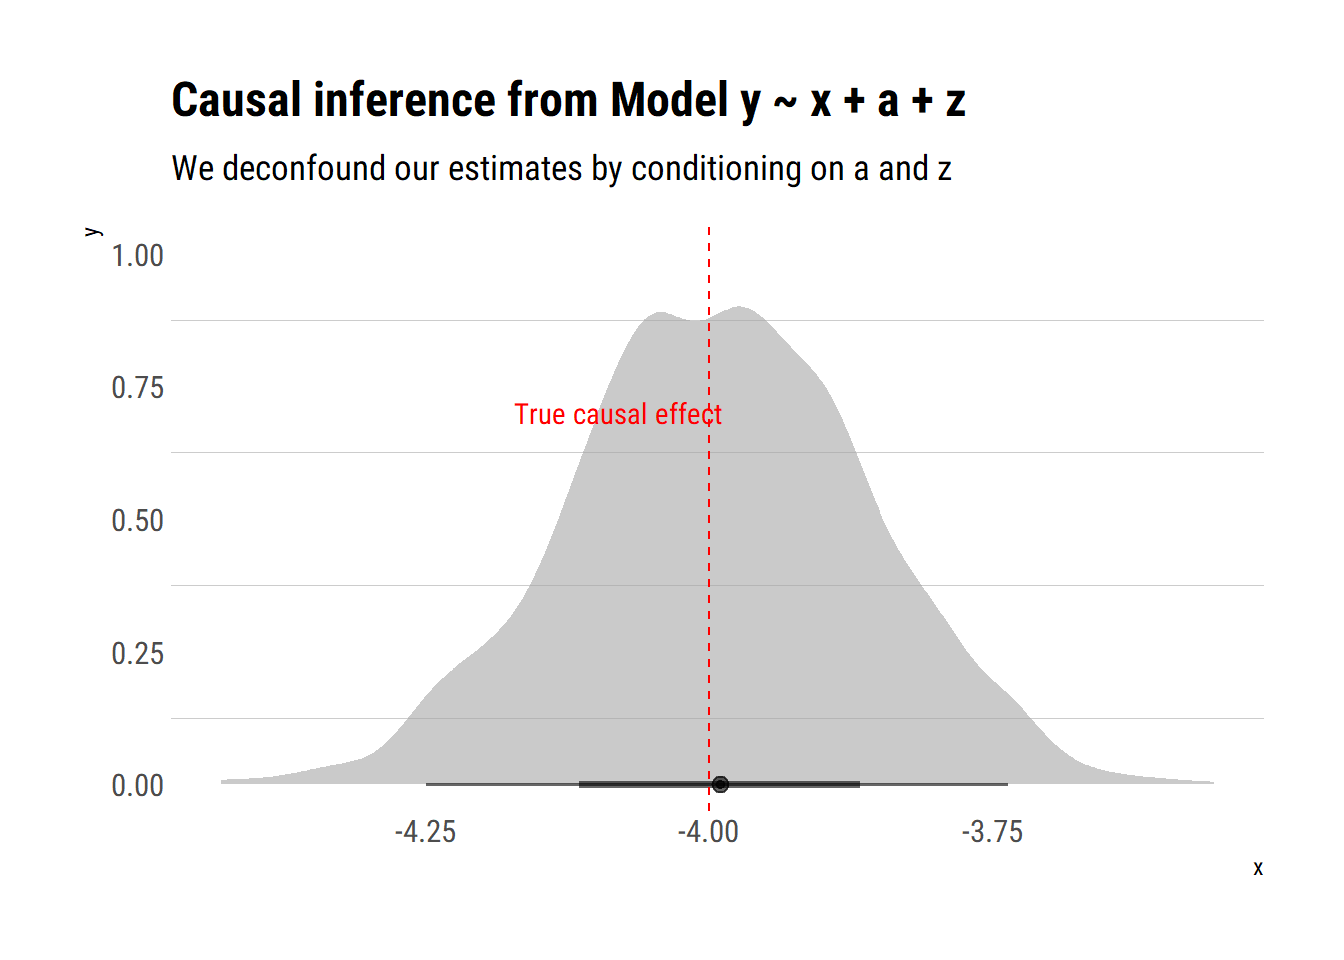 Causal inference from Model y ~ x + a + z
We deconfound our estimates by conditioning on a and z
y
1.00
0.75
True causal effect
0.50
0.25
0.00
-4.25 -4.00 -3.75
x